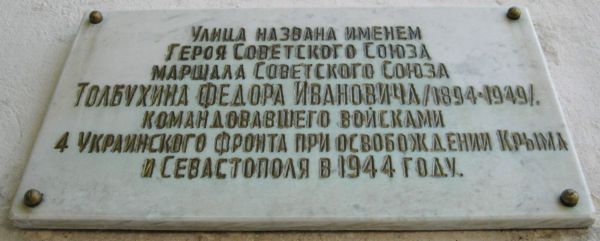 Улица названа именем
Героя Советского Союза
маршала Советского Союза
Толбухина Федора Ивановича/1894-1949/.
командовавшего войсками
4 Украинского фронта при освобождении Крыма
и Севастополя в 1944 году.